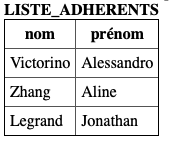 LISTE_ADHERENTS
nom prénom
Victorino Alessandro
Zhang Aline
Legrand Jonathan